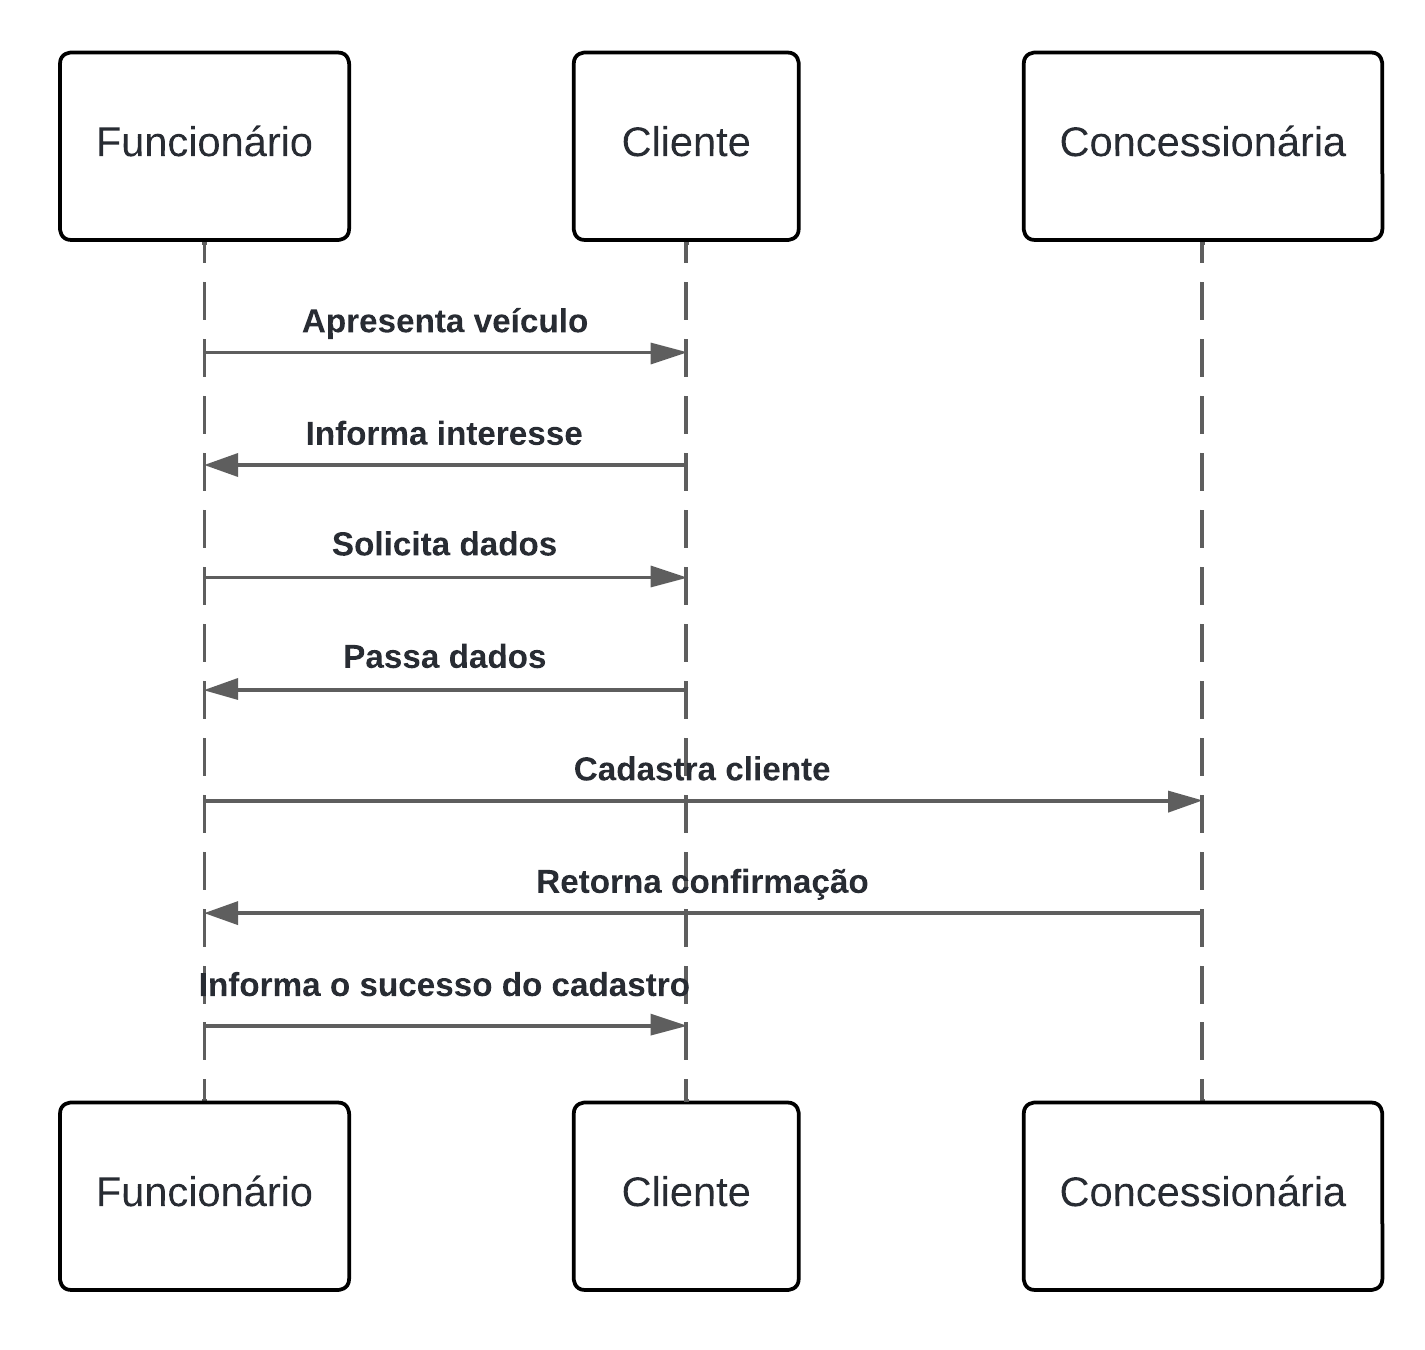 Funcionário
Cliente
Concessionária
Apresenta veículo
Informa interesse
Solicita dados
Passa dados
Cadastra cliente
Retorna confirmação
Informa o sucesso do cadastro
Funcionário
Cliente
Concessionária